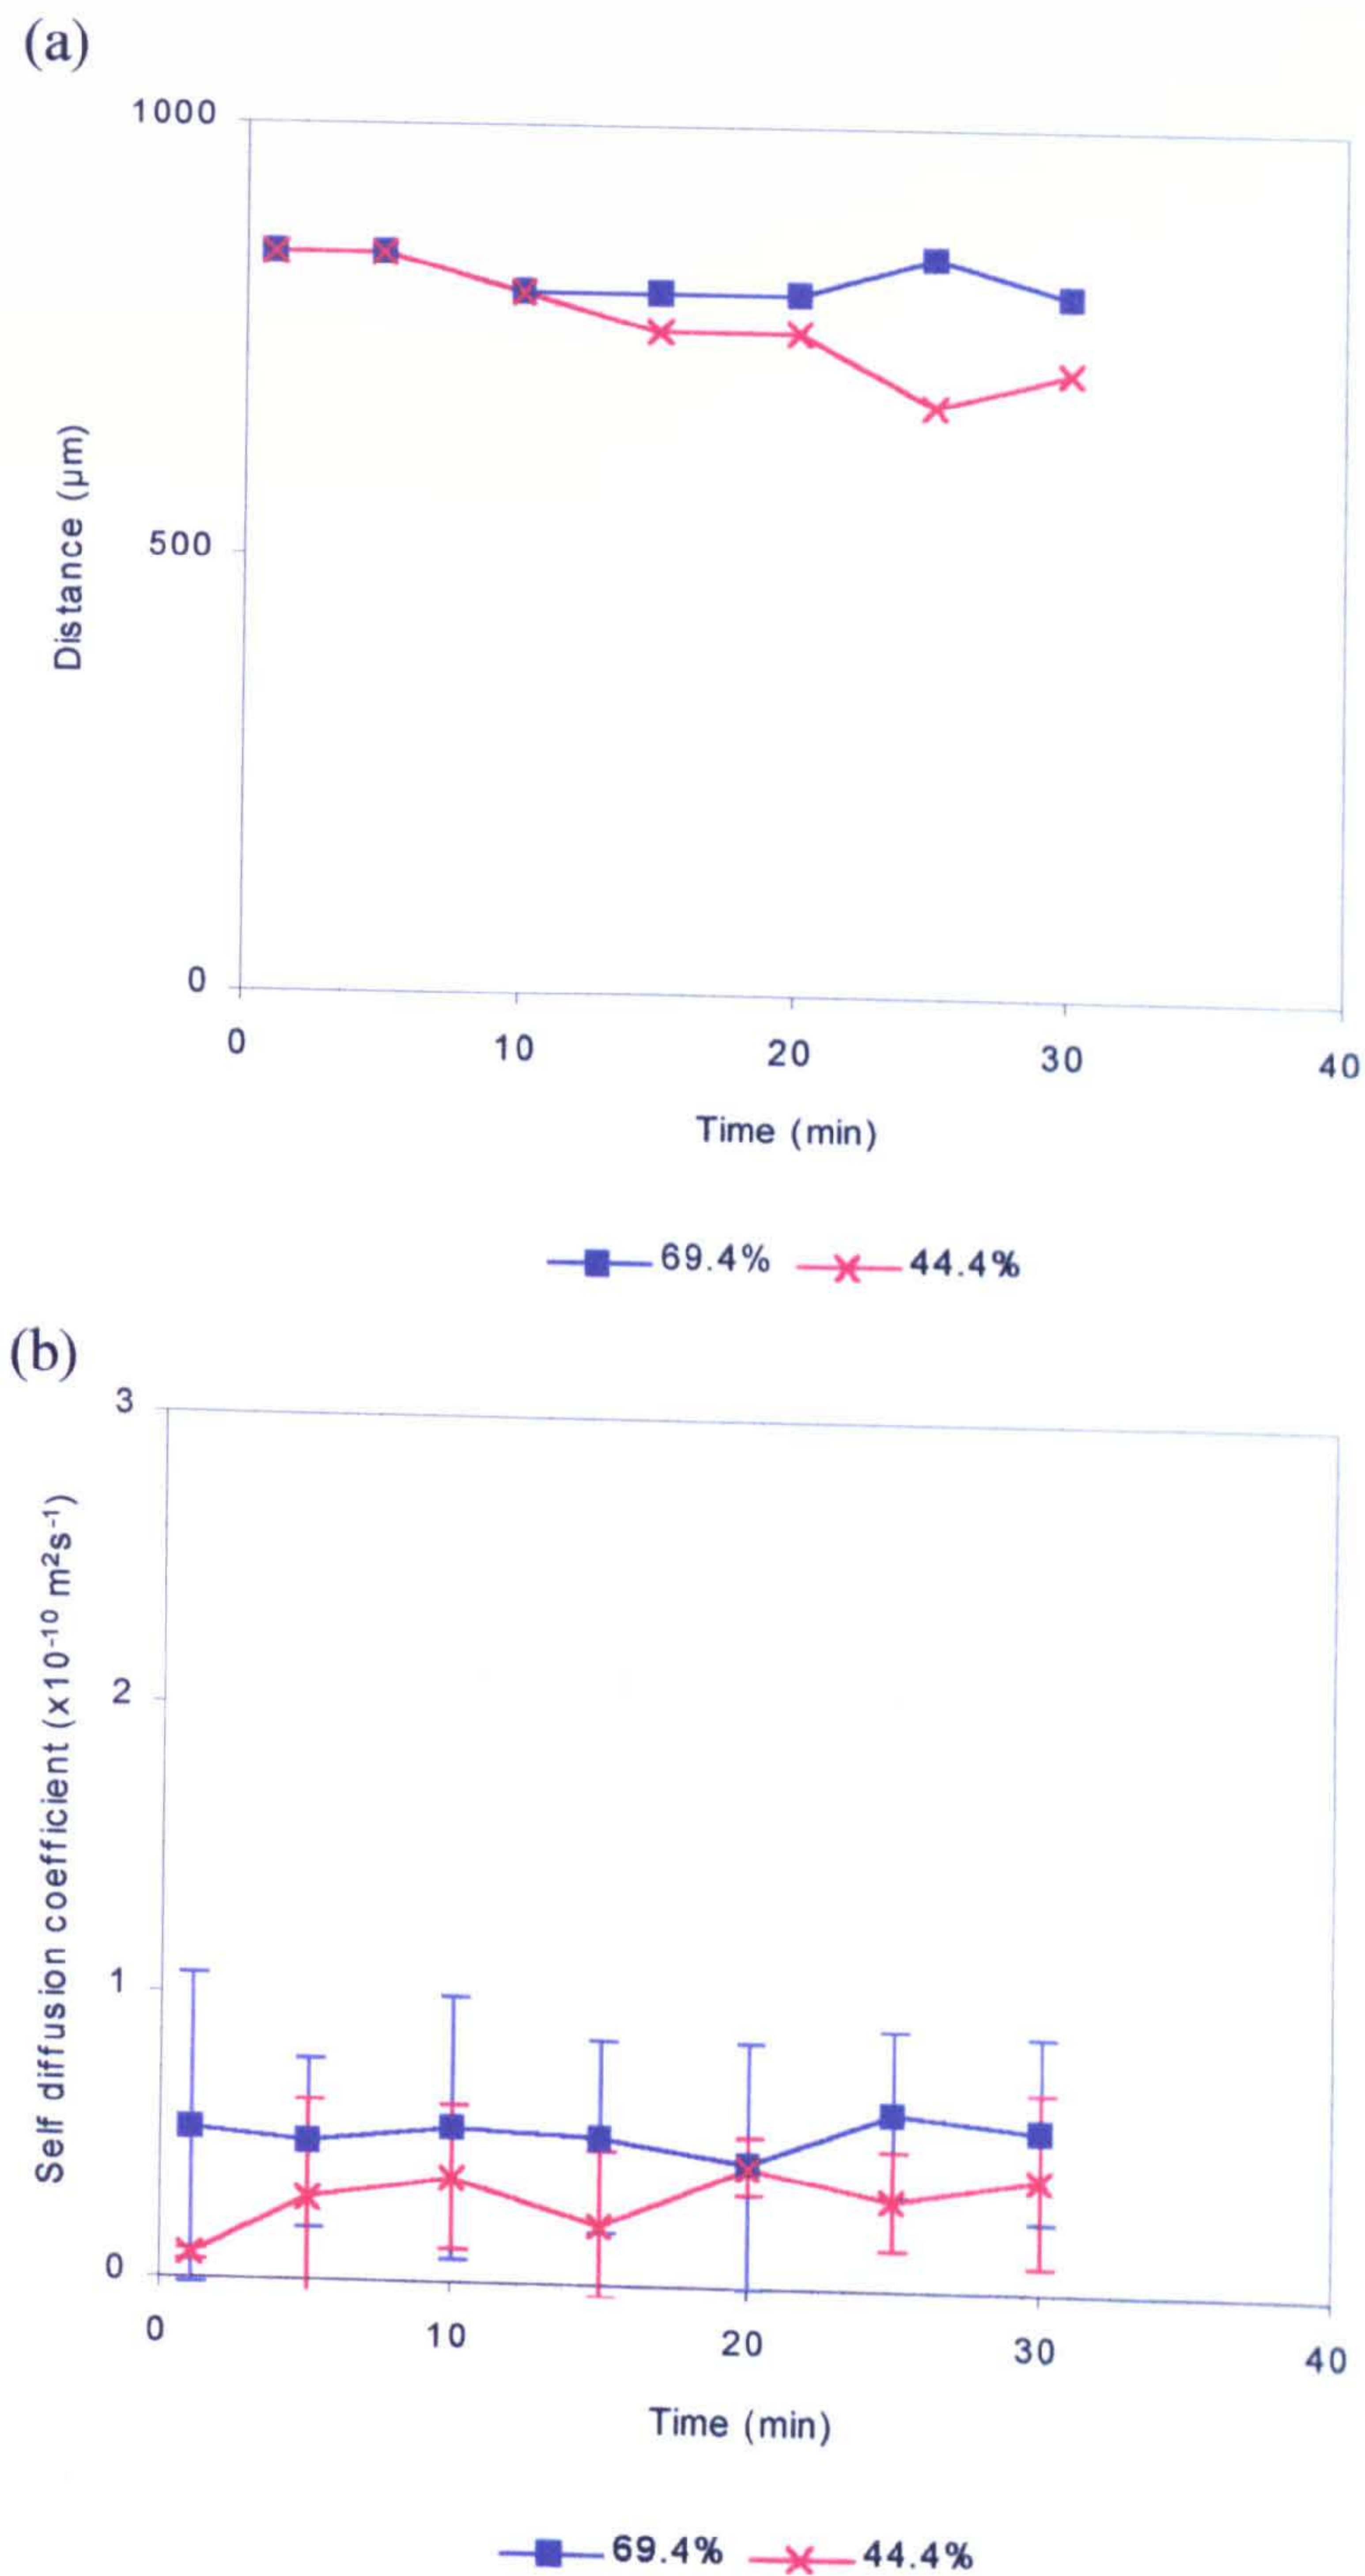 (a)
1000
500
0
Distance (µm)
0 10 20 30 40
Time (min)
69.4% 44.4%
(b)
3
2
1
0
Self diffusion coefficient (x10⁻¹⁰ m²s⁻¹)
0 10 20 30 40
Time (min)
69.4% 44.4%